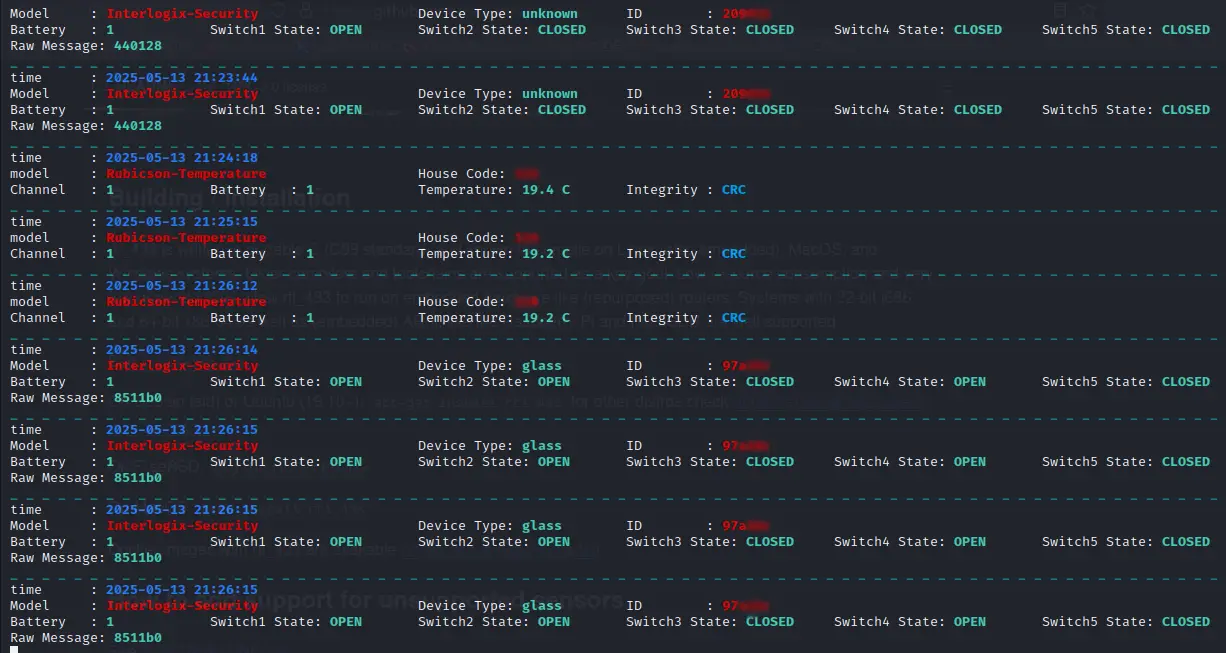 Model : Interlogix-Security Device Type: unknown ID : 209
Battery : 1 Switch1 State: OPEN Switch2 State: CLOSED Switch3 State: CLOSED Switch4 State: CLOSED Switch5 State: CLOSED
Raw Message: 440128
time : 2025-05-13 21:23:44
Model : Interlogix-Security Device Type: unknown ID : 209
Battery : 1 Switch1 State: OPEN Switch2 State: CLOSED Switch3 State: CLOSED Switch4 State: CLOSED Switch5 State: CLOSED
Raw Message: 440128
time : 2025-05-13 21:24:18
model : Rubicson-Temperature House Code:
Channel : 1 Battery : 1 Temperature: 19.4 C Integrity : CRC
time : 2025-05-13 21:25:15
model : Rubicson-Temperature House Code:
Channel : 1 Battery : 1 Temperature: 19.2 C Integrity : CRC
time : 2025-05-13 21:26:12
model : Rubicson-Temperature House Code:
Channel : 1 Battery : 1 Temperature: 19.2 C Integrity : CRC
time : 2025-05-13 21:26:14
Model : Interlogix-Security Device Type: glass ID : 97a
Battery : 1 Switch1 State: OPEN Switch2 State: OPEN Switch3 State: CLOSED Switch4 State: OPEN Switch5 State: CLOSED
Raw Message: 8511b0
time : 2025-05-13 21:26:15
Model : Interlogix-Security Device Type: glass ID : 97
Battery : 1 Switch1 State: OPEN Switch2 State: OPEN Switch3 State: CLOSED Switch4 State: OPEN Switch5 State: CLOSED
Raw Message: 8511b0
time : 2025-05-13 21:26:15
Model : Interlogix-Security Device Type: glass ID : 97a
Battery : 1 Switch1 State: OPEN Switch2 State: OPEN Switch3 State: CLOSED Switch4 State: OPEN Switch5 State: CLOSED
Raw Message: 8511b0
time : 2025-05-13 21:26:15
Model : Interlogix-Security Device Type: glass ID : 97
Battery : 1 Switch1 State: OPEN Switch2 State: OPEN Switch3 State: CLOSED Switch4 State: OPEN Switch5 State: CLOSED
Raw Message: 8511b0